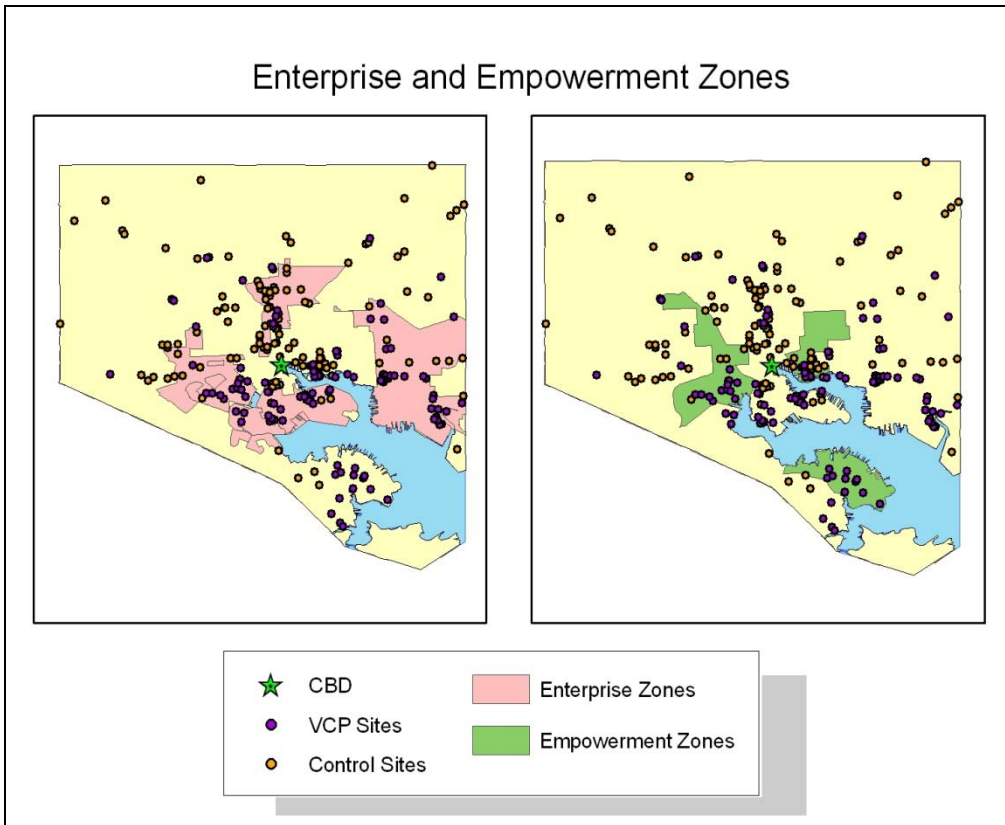 Enterprise and Empowerment Zones
CBD
VCP Sites
Control Sites
Enterprise Zones
Empowerment Zones